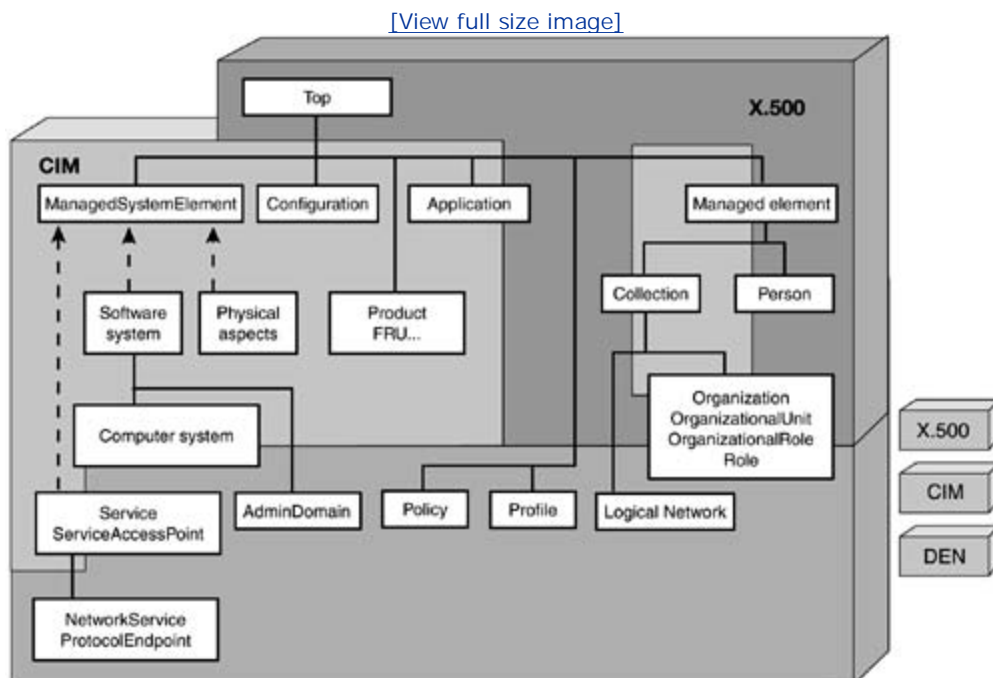 [View full size image]
Top
X.500
CIM
ManagedSystemElement
Configuration
Application
Managed element
Software
system
Physical
aspects
Product
FRU...
Collection
Person
Computer system
Organization
OrganizationalUnit
OrganizationalRole
Role
X.500
Service
ServiceAccessPoint
AdminDomain
Policy
Profile
Logical Network
CIM
DEN
NetworkService
ProtocolEndpoint